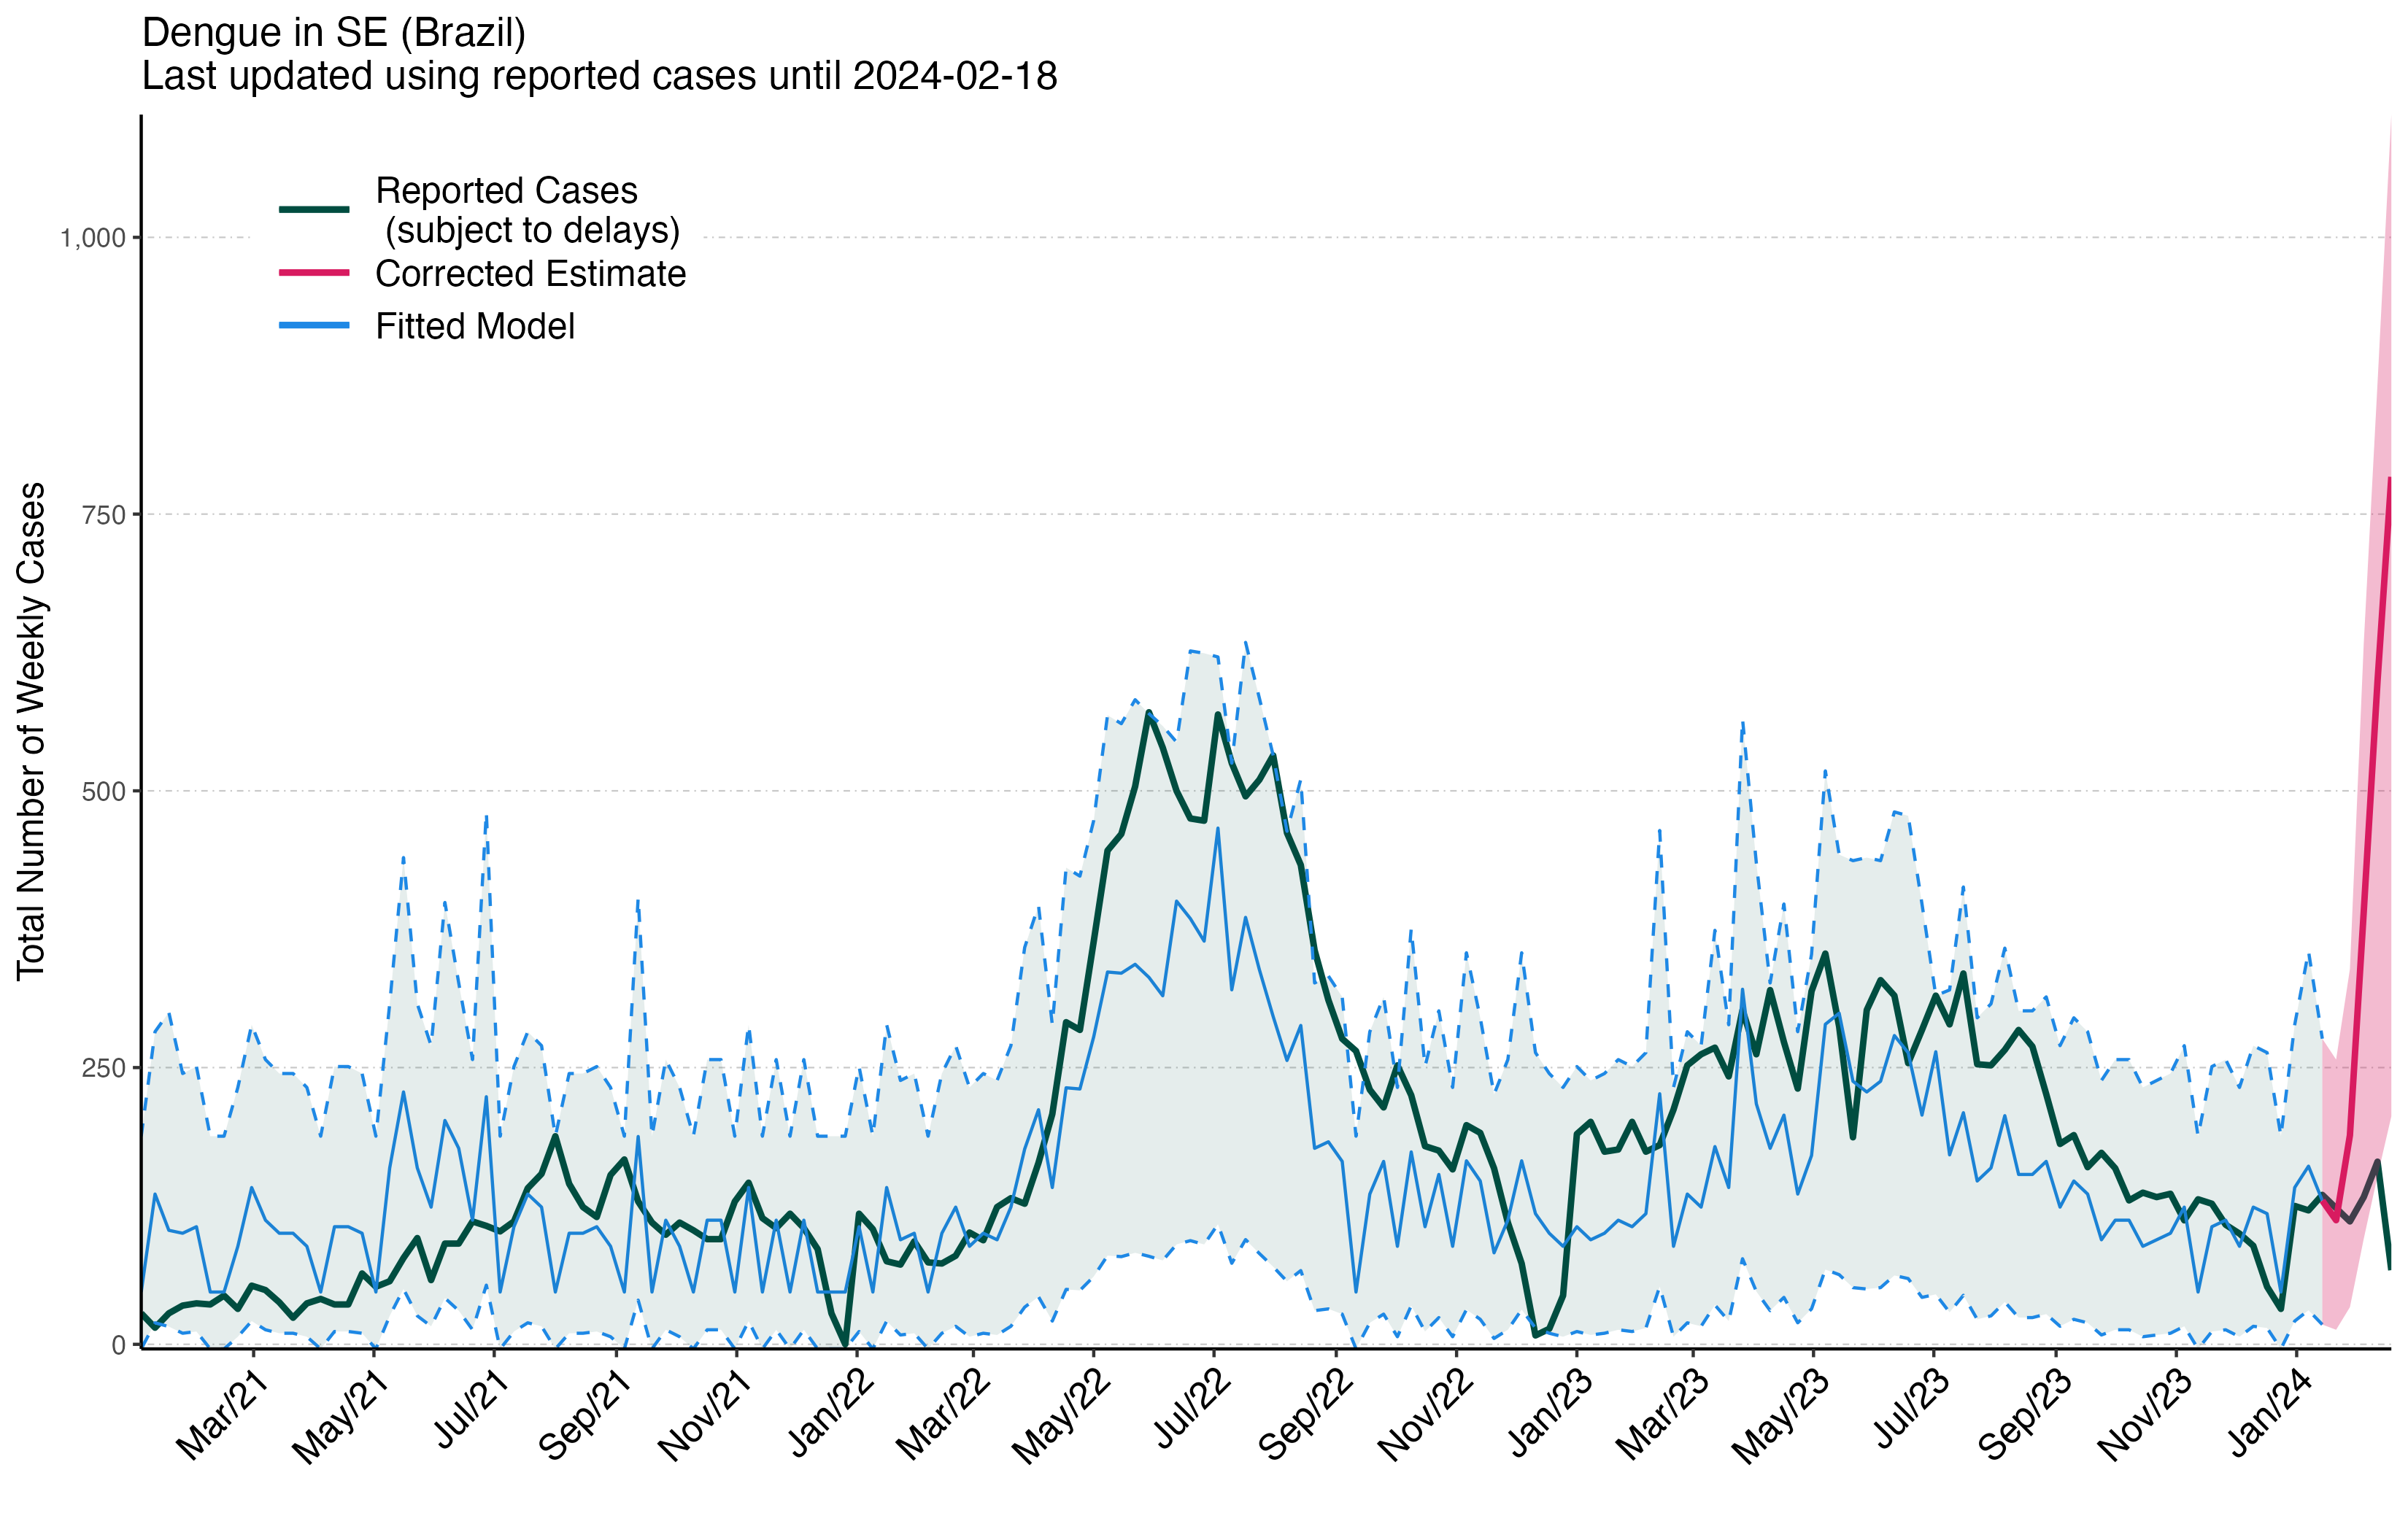 Dengue in SE (Brazil)
Last updated using reported cases until 2024-02-18
Total Number of Weekly Cases
1,000
750
500
250
0
Reported Cases
(subject to delays)
Corrected Estimate
Fitted Model
Mar/21
May/21
Jul/21
Sep/21
Nov/21
Jan/22
Mar/22
May/22
Jul/22
Sep/22
Nov/22
Jan/23
Mar/23
May/23
Jul/23
Sep/23
Nov/23
Jan/24